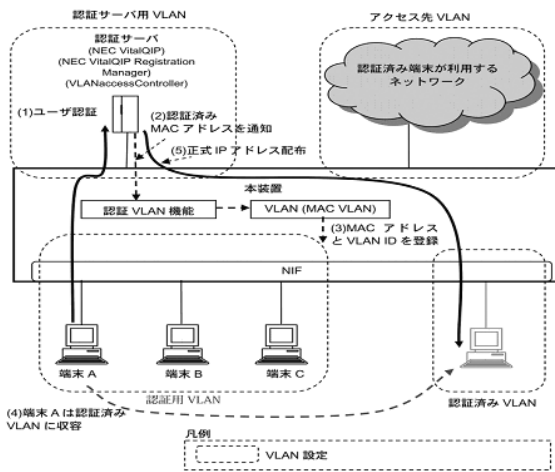 認証サーバ用 VLAN
アクセス先 VLAN
認証サーバ
(NEC VitalQIP)
(NEC VitalQIP Registration
Manager)
(VLANaccessController)
認証済み端末が利用する
ネットワーク
(1)ユーザ認証
(2)認証済み
MAC アドレスを通知
(5)正式 IP アドレス配布
本装置
認証 VLAN 機能
VLAN (MAC VLAN)
(3)MAC アドレス
と VLAN ID を登録
NIF
端末 A
端末 B
端末 C
認証用 VLAN
認証済み VLAN
(4)端末 A は認証済み
VLAN に収容
凡例
VLAN 設定